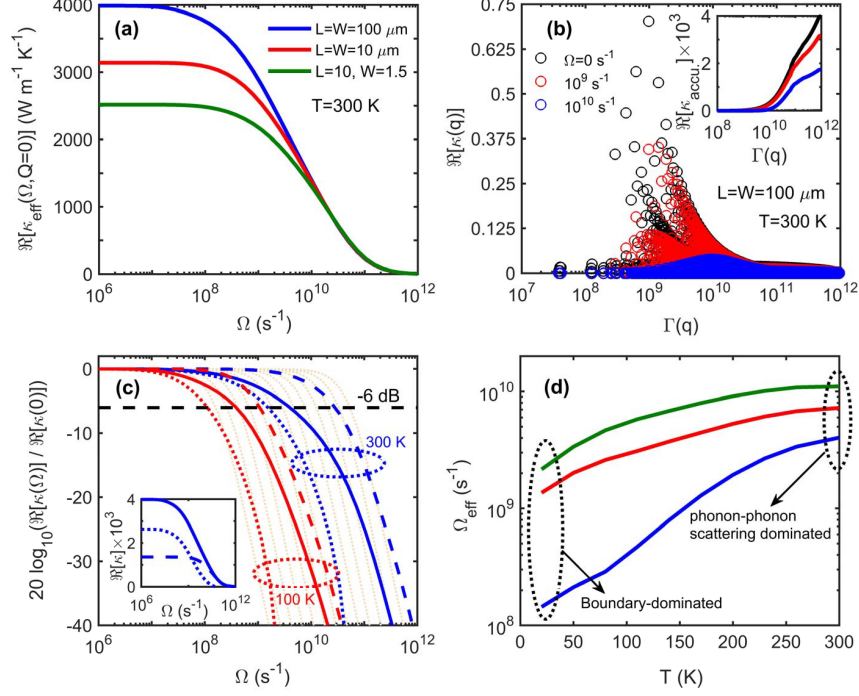 (a)
L=W=100 μm
L=W=10 μm
L=10, W=1.5
T=300 K
ℜ[κeff(Ω,Q=0)] (W m⁻¹ K⁻¹)
4000
3000
2000
1000
0
10⁶ 10⁸ 10¹⁰ 10¹²
Ω (s⁻¹)
(b)
Ω=0 s⁻¹
10⁹ s⁻¹
10¹⁰ s⁻¹
L=W=100 μm
T=300 K
ℜ[κ(q)]
0.75
0.625
0.5
0.375
0.25
0.125
0
10⁷ 10⁸ 10⁹ 10¹⁰ 10¹¹ 10¹²
Γ(q)
ℜ[κaccu.]×10³
4
2
0
10⁸ 10¹⁰ 10¹²
Γ(q)
(c)
-6 dB
300 K
100 K
20 log₁₀(ℜ[κ(Ω)] / ℜ[κ(0)])
0
-10
-20
-30
-40
10⁶ 10⁸ 10¹⁰ 10¹²
Ω (s⁻¹)
ℜ[κ]×10³
4
2
0
10⁶ 10¹²
Ω (s⁻¹)
(d)
phonon-phonon
scattering dominated
Boundary-dominated
Ωeff (s⁻¹)
10¹⁰
10⁹
10⁸
0 50 100 150 200 250 300
T (K)